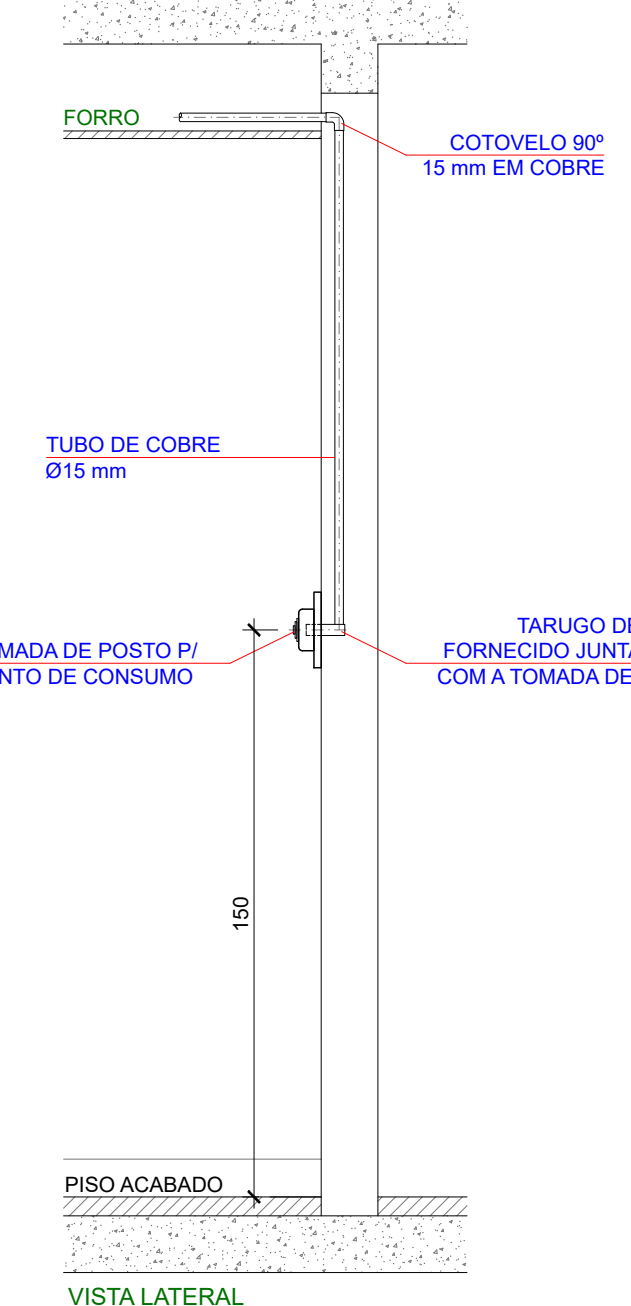 FORRO
COTOVELO 90º
15 mm EM COBRE
TUBO DE COBRE
Ø15 mm
MADA DE POSTO P/
NTO DE CONSUMO
TARUGO DE
FORNECIDO JUNTA
COM A TOMADA DE
150
PISO ACABADO
VISTA LATERAL